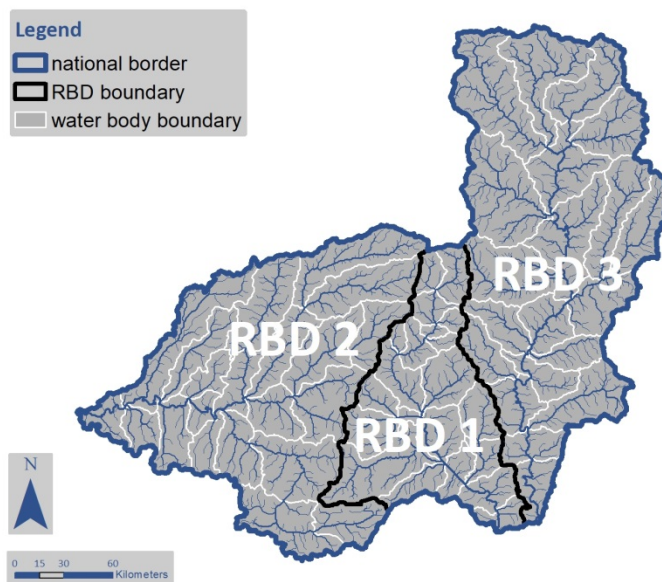 Legend
national border
RBD boundary
water body boundary
RBD 3
RBD 2
RBD 1
N
0 15 30 60
Kilometers